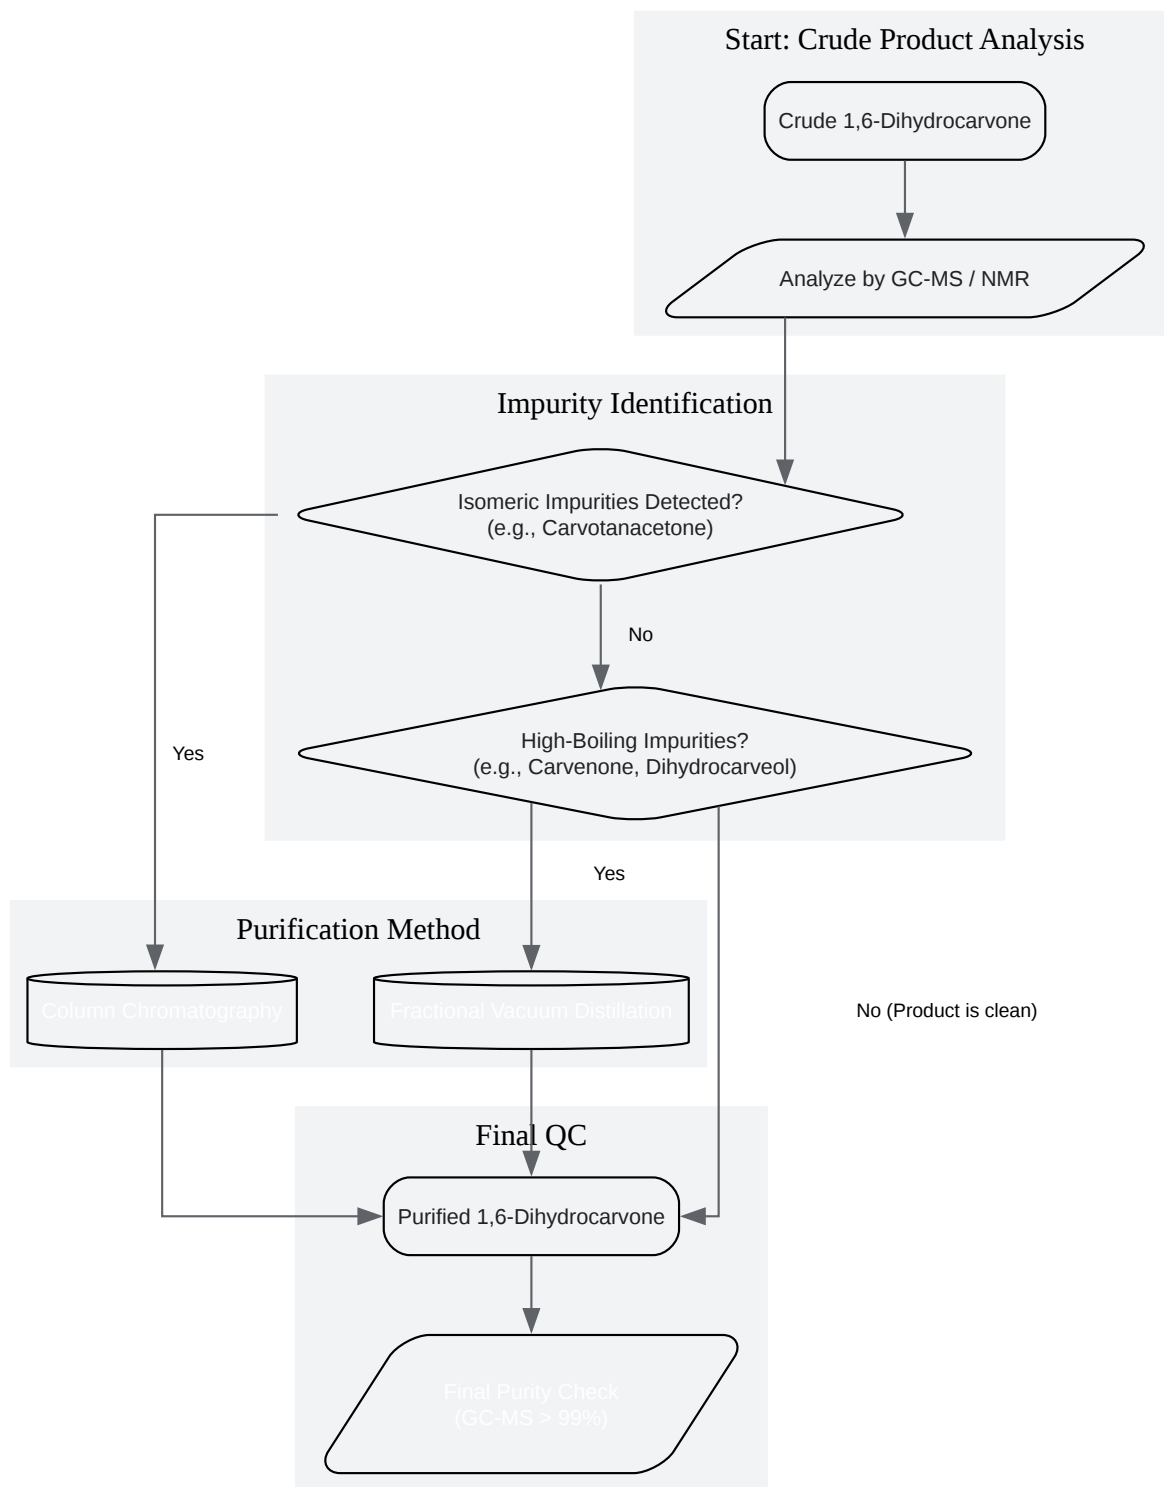 Start: Crude Product Analysis
Crude 1,6-Dihydrocarvone
Analyze by GC-MS / NMR
Impurity Identification
Isomeric Impurities Detected?
(e.g., Carvotanacetone)
No
High-Boiling Impurities?
(e.g., Carvenone, Dihydrocarveol)
Yes
Yes
Purification Method
Column Chromatography
Fractional Vacuum Distillation
No (Product is clean)
Final QC
Purified 1,6-Dihydrocarvone
Final Purity Check
(GC-MS > 99%)